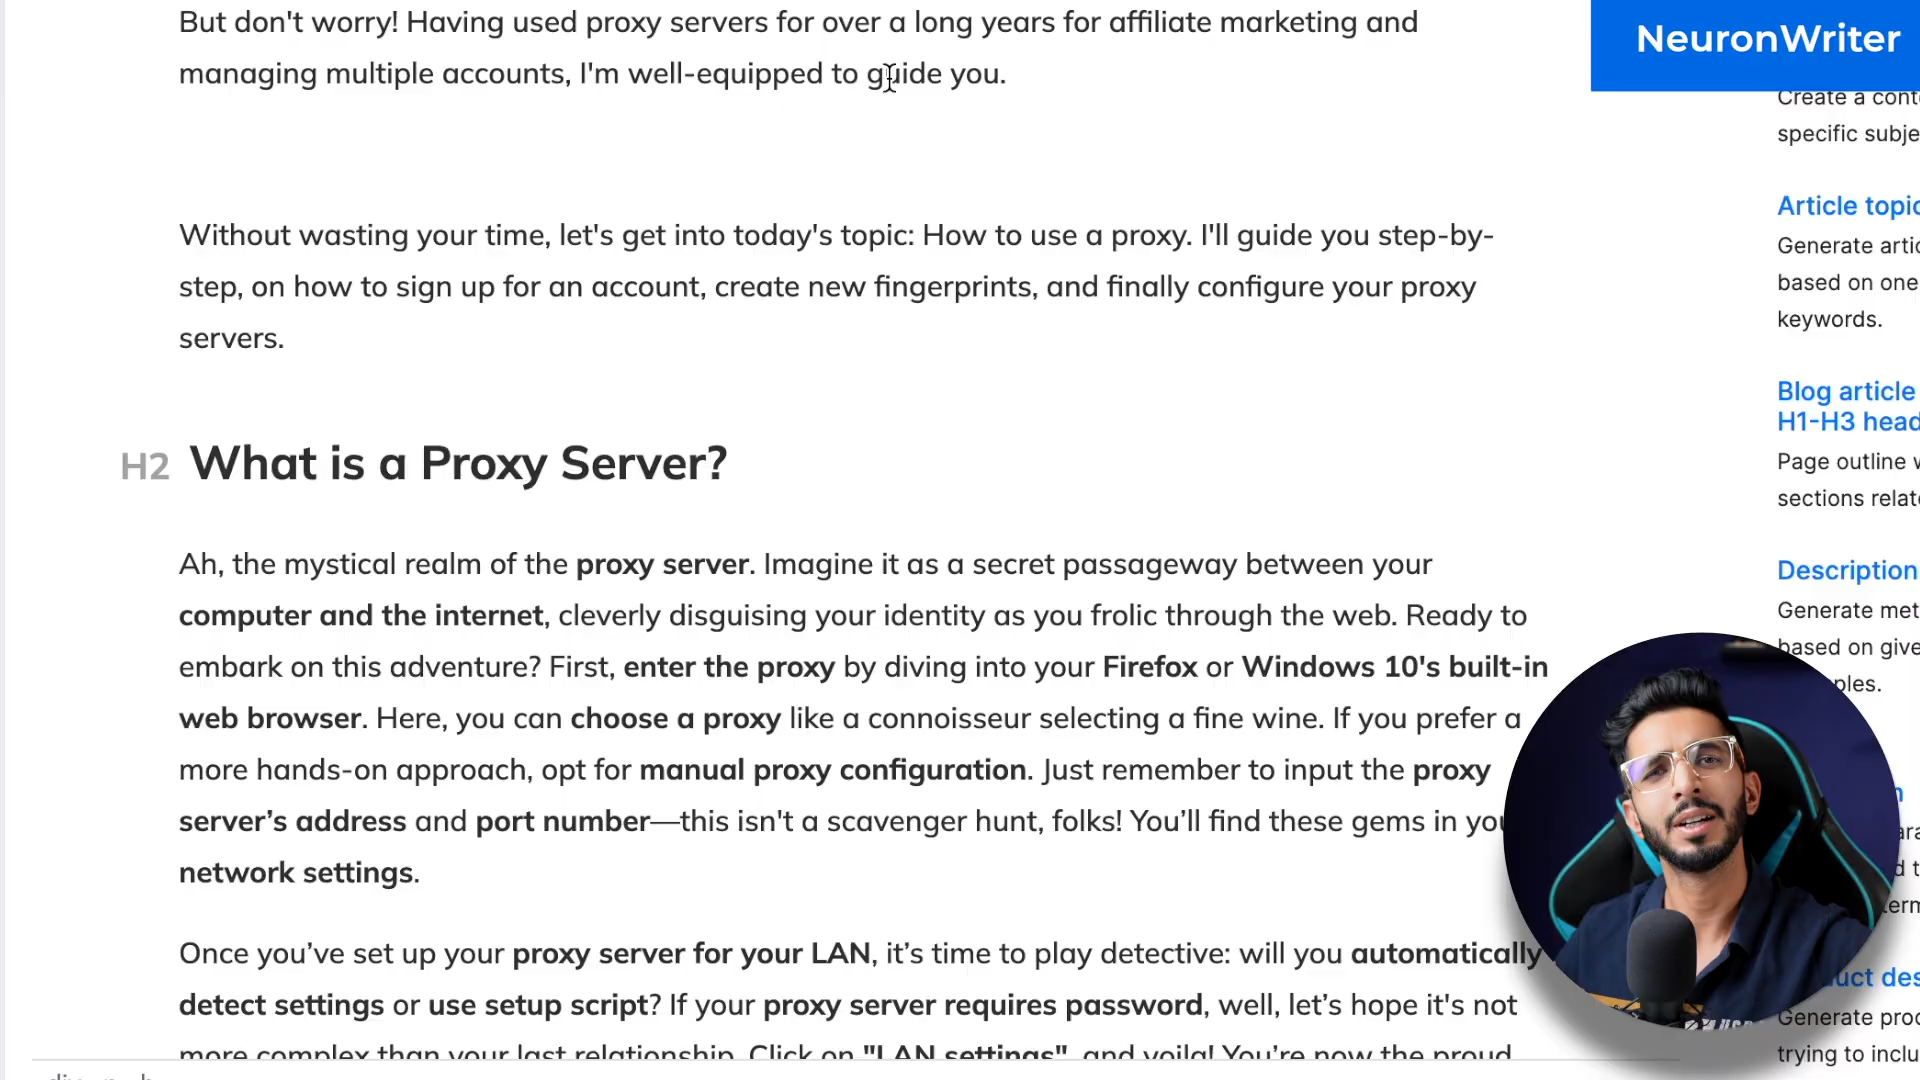 But don't worry! Having used proxy servers for over a long years for affiliate marketing and
managing multiple accounts, I'm well-equipped to guide you.
NeuronWriter
Create a cont
specific subje
Without wasting your time, let's get into today's topic: How to use a proxy. I'll guide you step-by-
step, on how to sign up for an account, create new fingerprints, and finally configure your proxy
servers.
Article topic
Generate artic
based on one
keywords.
H2 What is a Proxy Server?
Blog article
H1-H3 head
Page outline w
sections relate
Ah, the mystical realm of the proxy server. Imagine it as a secret passageway between your
computer and the internet, cleverly disguising your identity as you frolic through the web. Ready to
embark on this adventure? First, enter the proxy by diving into your Firefox or Windows 10's built-in
web browser. Here, you can choose a proxy like a connoisseur selecting a fine wine. If you prefer a
more hands-on approach, opt for manual proxy configuration. Just remember to input the proxy
server’s address and port number—this isn't a scavenger hunt, folks! You’ll find these gems in you
network settings.
Description
Generate met
based on give
ples.
Once you’ve set up your proxy server for your LAN, it’s time to play detective: will you automatically
detect settings or use setup script? If your proxy server requires password, well, let’s hope it's not
more complex than your last relationship. Click on "LAN settings", and voila! You’re now the proud
uct des
Generate prod
trying to inclu